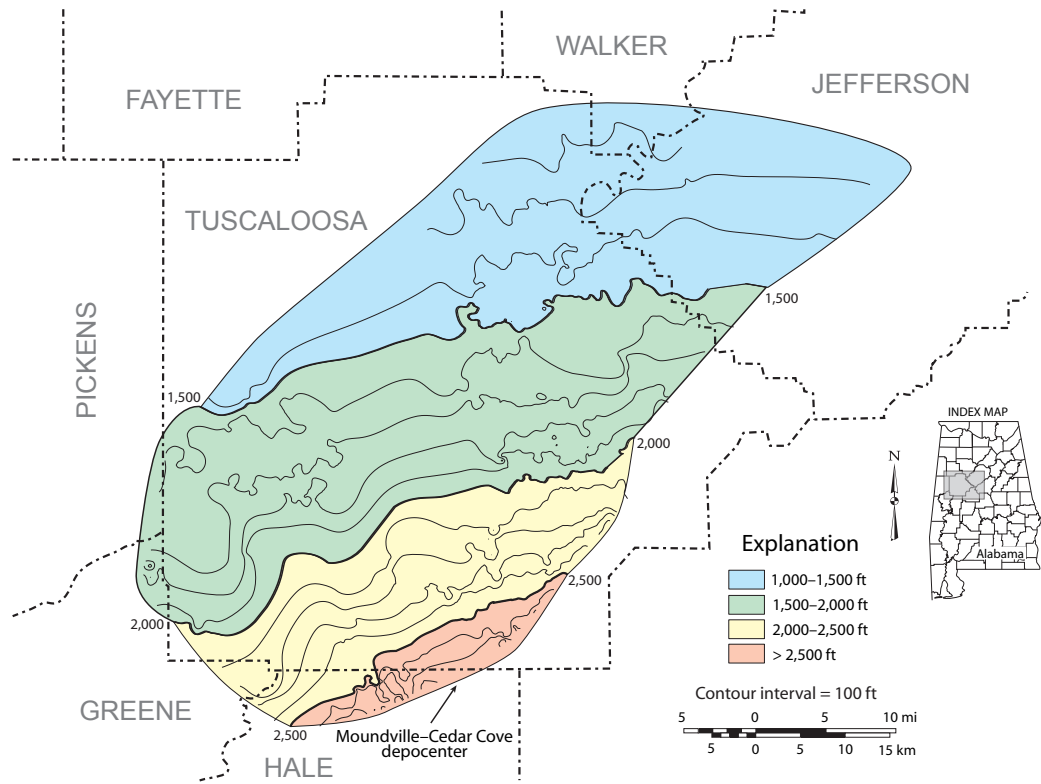 WALKER
JEFFERSON
FAYETTE
TUSCALOOSA
PICKENS
1,500
1,500
2,000
2,000
2,500
2,500
GREENE
HALE
Moundville–Cedar Cove
depocenter
INDEX MAP
N
Alabama
Explanation
1,000–1,500 ft
1,500–2,000 ft
2,000–2,500 ft
> 2,500 ft
Contour interval = 100 ft
5 0 5 10 mi
5 0 5 10 15 km